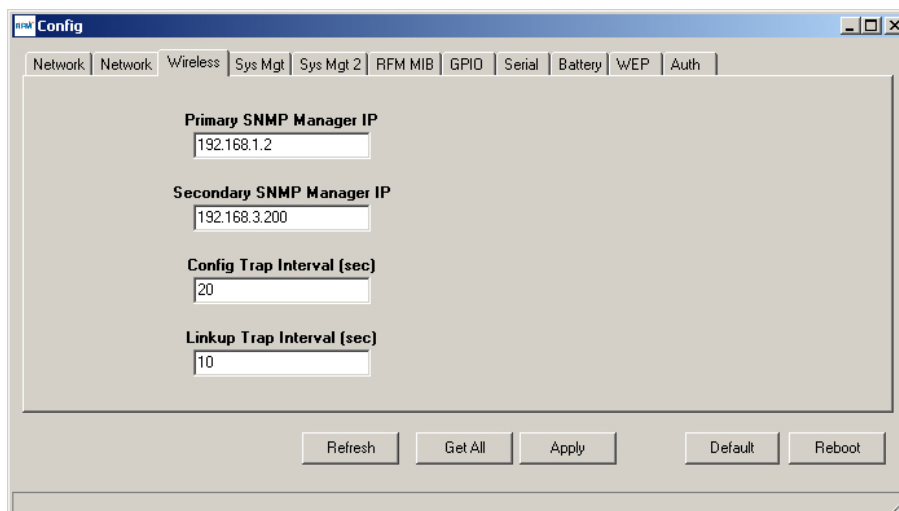 RFM Config
Network Network Wireless Sys Mgt Sys Mgt 2 RFM MIB GPIO Serial Battery WEP Auth
Primary SNMP Manager IP
192.168.1.2
Secondary SNMP Manager IP
192.168.3.200
Config Trap Interval (sec)
20
Linkup Trap Interval (sec)
10
Refresh Get All Apply Default Reboot